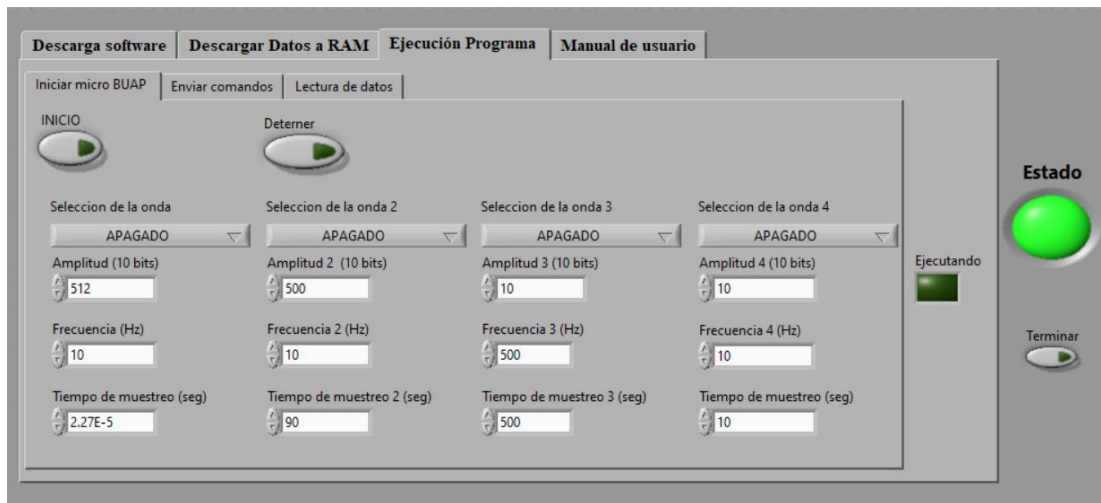 Descarga software Descargar Datos a RAM Ejecución Programa Manual de usuario
Iniciar micro BUAP Enviar comandos Lectura de datos
INICIO Deterner
Estado
Seleccion de la onda Seleccion de la onda 2 Seleccion de la onda 3 Seleccion de la onda 4
APAGADO APAGADO APAGADO APAGADO
Amplitud (10 bits) Amplitud 2 (10 bits) Amplitud 3 (10 bits) Amplitud 4 (10 bits) Ejecutando
512 500 10 10
Frecuencia (Hz) Frecuencia 2 (Hz) Frecuencia 3 (Hz) Frecuencia 4 (Hz) Terminar
10 10 500 10
Tiempo de muestreo (seg) Tiempo de muestreo 2 (seg) Tiempo de muestreo 3 (seg) Tiempo de muestreo (seg)
2.27E-5 90 500 10